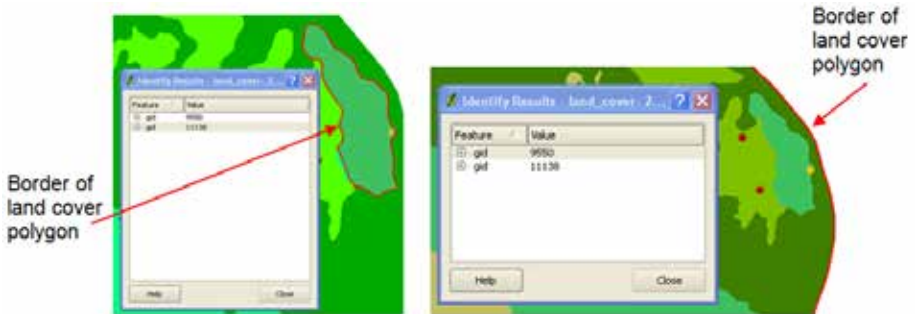 Border of
land cover
polygon
Identify Results - land_cover - 2...
Feature Value
gid 9550
gid 11138
Help Close
Border of
land cover
polygon
Identify Results - land_cover - 2...
Feature Value
gid 9550
gid 11138
Help Close